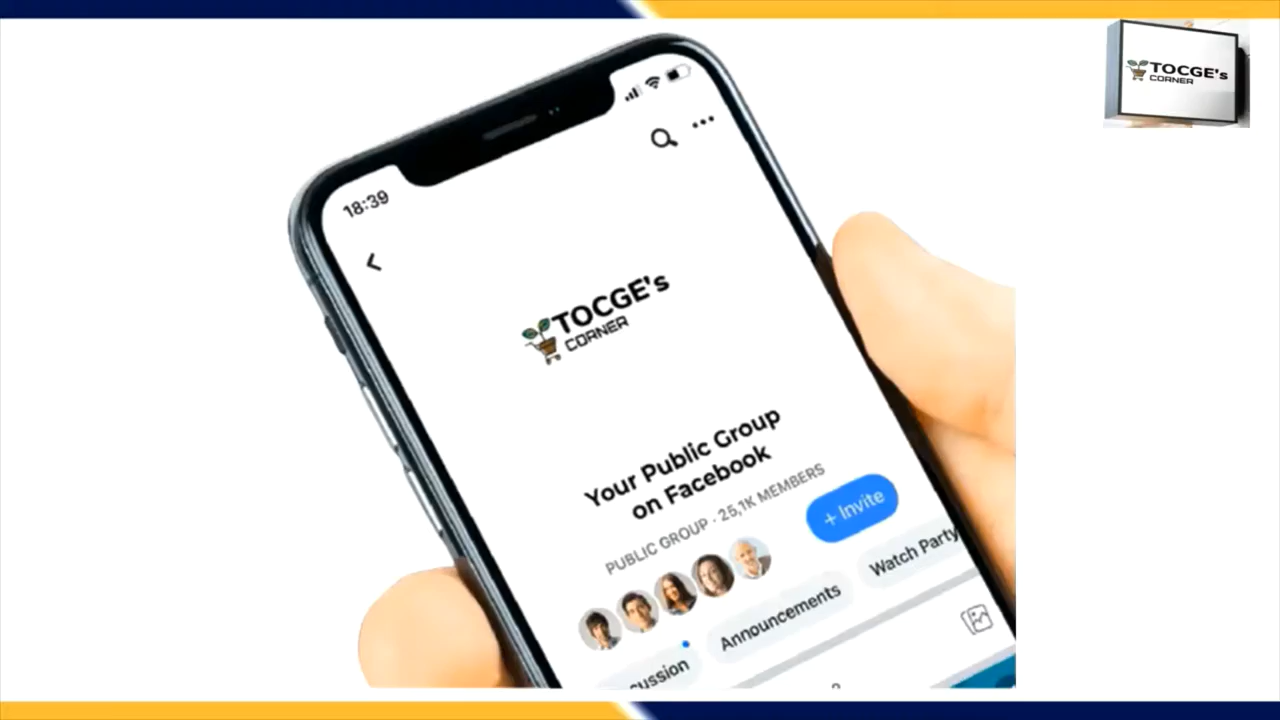 TOCGE's
CORNER
18:39
TOCGE's
CORNER
Your Public Group
on Facebook
PUBLIC GROUP · 25,1K MEMBERS
+ Invite
Watch Party
Announcements
cussion